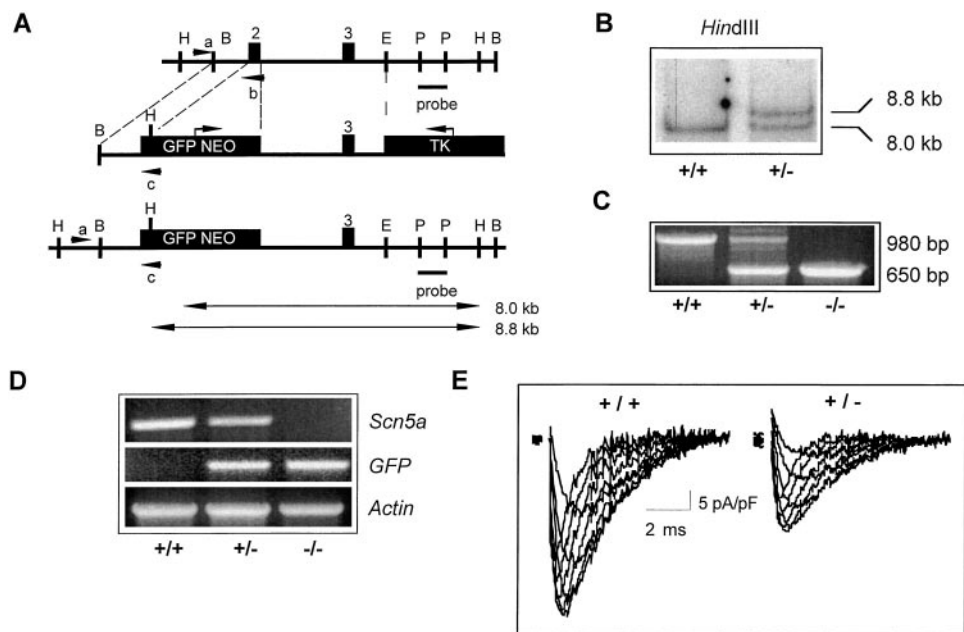 A
H a B 2 3 E P P H B
b
probe
B H
GFP NEO 3 TK
c
H a B H 3 E P P H B
GFP NEO
c
probe
8.0 kb
8.8 kb
B
HindIII
8.8 kb
8.0 kb
+/+ +/-
C
980 bp
650 bp
+/+ +/- -/-
D
Scn5a
GFP
Actin
+/+ +/- -/-
E
+ / + + / -
5 pA/pF
2 ms